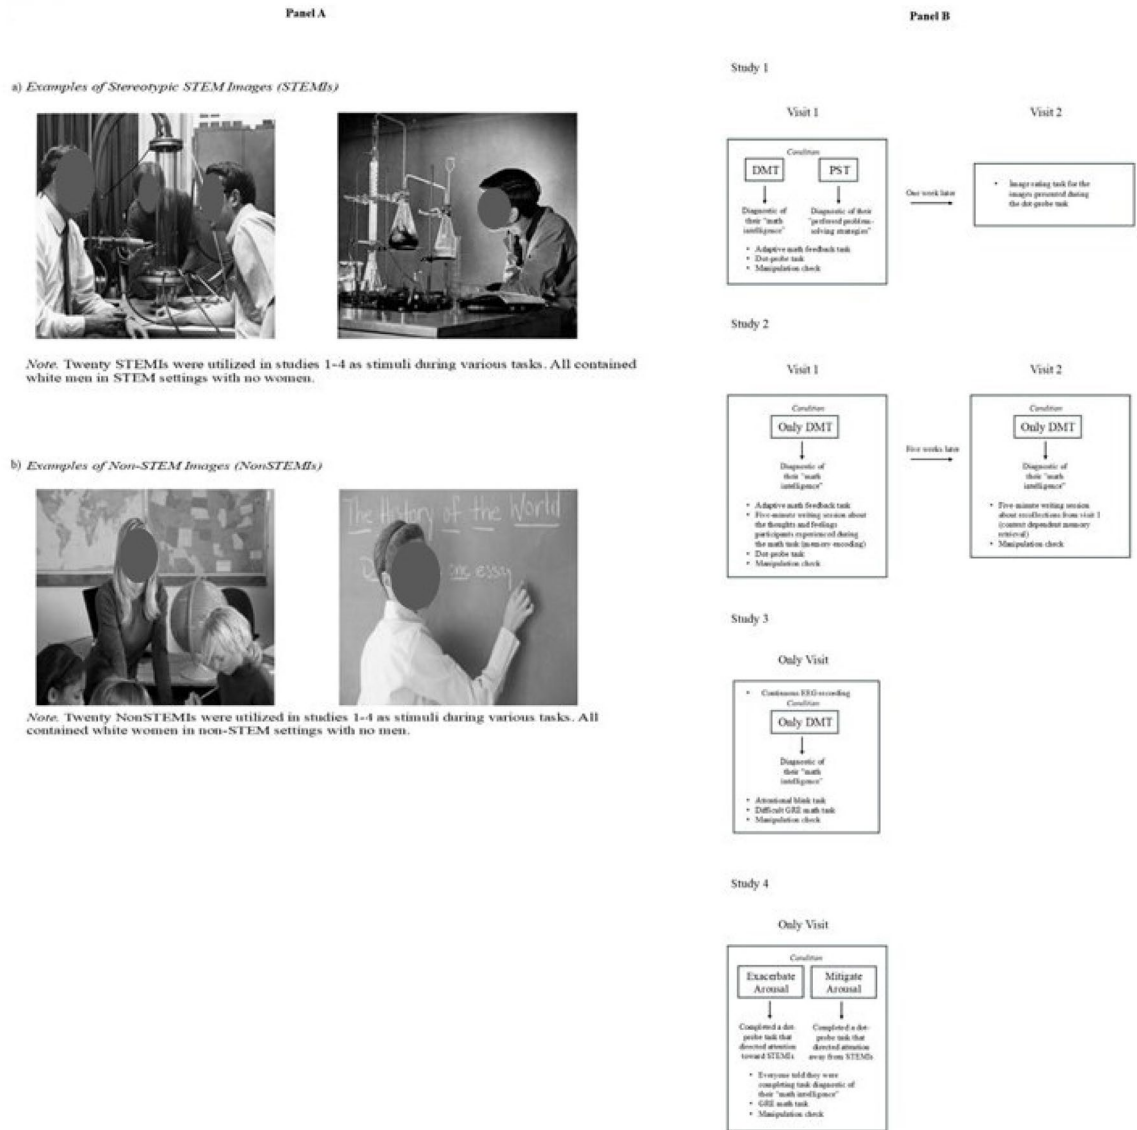 Panel A
a) Examples of Stereotypic STEM Images (STEMIs)
Note. Twenty STEMIs were utilized in studies 1-4 as stimuli during various tasks. All contained
white men in STEM settings with no women.
b) Examples of Non-STEM Images (NonSTEMIs)
The History of the World
one essay
Note. Twenty NonSTEMIs were utilized in studies 1-4 as stimuli during various tasks. All
contained white women in non-STEM settings with no men.
Panel B
Study 1
Visit 1
Condition
DMT
Diagnostic of
their "math
intelligence"
PST
Diagnostic of their
"preferred problem-
solving strategies"
• Adaptive math feedback task
• Dot-probe task
• Manipulation check
One week later
Visit 2
• Image rating task for the
images presented during
the dot-probe task
Study 2
Visit 1
Condition
Only DMT
Diagnostic of
their "math
intelligence"
• Adaptive math feedback task
• Five-minute writing session about
the thoughts and feelings
participants experienced during
the math task (memory encoding)
• Dot-probe task
• Manipulation check
Five weeks later
Visit 2
Condition
Only DMT
Diagnostic of
their "math
intelligence"
• Five-minute writing session
about recollections from visit 1
(context dependent memory
retrieval)
• Manipulation check
Study 3
Only Visit
• Continuous EEG recording
Condition
Only DMT
Diagnostic of
their "math
intelligence"
• Attentional blink task
• Difficult GRE math task
• Manipulation check
Study 4
Only Visit
Condition
Exacerbate
Arousal
Completed a dot-
probe task that
directed attention
toward STEMIs
Mitigate
Arousal
Completed a dot-
probe task that
directed attention
away from STEMIs
• Everyone told they were
completing task diagnostic of
their "math intelligence"
• GRE math task
• Manipulation check